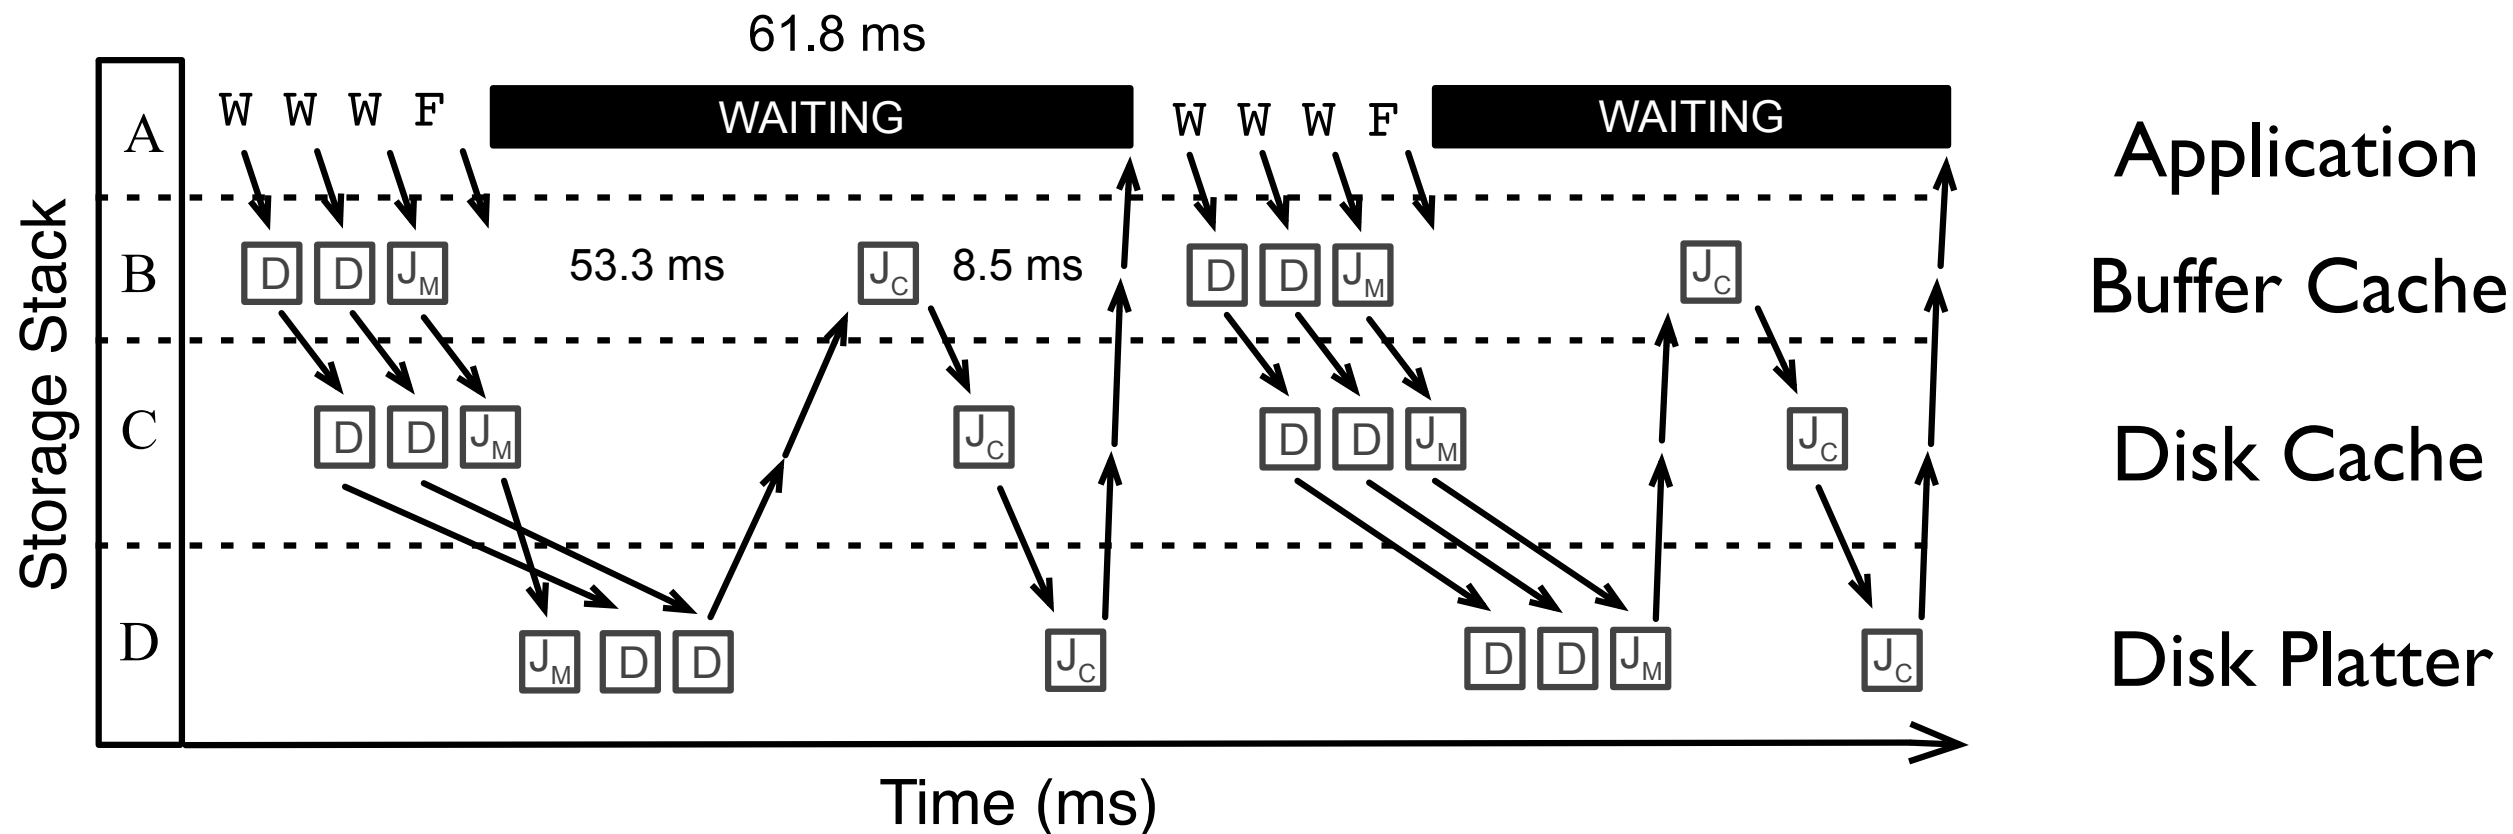 61.8 ms
A W W W F WAITING W W W F WAITING Application
Storage Stack
B D D JM 53.3 ms JC 8.5 ms D D JM JC Buffer Cache
C D D JM JC D D JM JC Disk Cache
D JM D D JC D D JM JC Disk Platter
Time (ms)